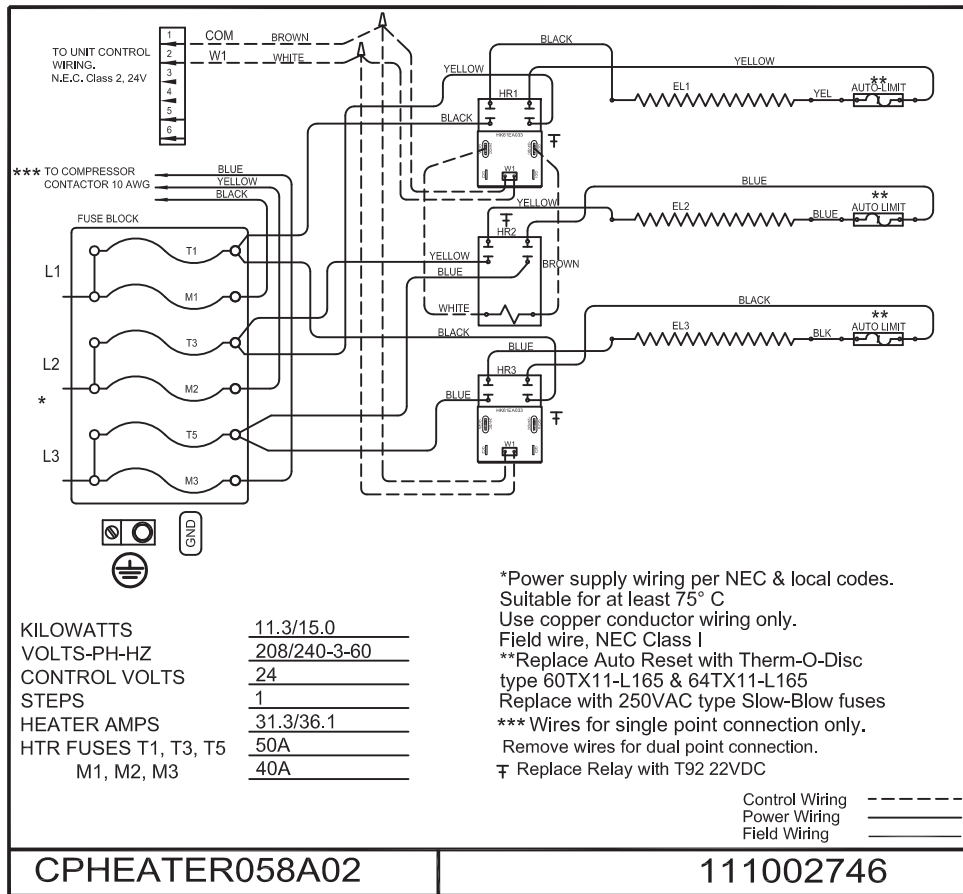 1 COM BROWN
2 W1 WHITE
3
4
5
6
TO UNIT CONTROL
WIRING.
N.E.C. Class 2, 24V
*** TO COMPRESSOR
CONTACTOR 10 AWG
BLUE
YELLOW
BLACK
FUSE BLOCK
L1
T1
M1
L2
T3
*
M2
L3
T5
M3
GND
BLACK
YELLOW
YELLOW
HR1
BLACK
HK61EA003
W1
EL1
YEL
**
AUTO-LIMIT
BLUE
YELLOW
HR2
YELLOW
BLUE
BROWN
WHITE
EL2
BLUE
**
AUTO LIMIT
BLACK
BLACK
BLUE
HR3
BLUE
HK61EA003
W1
EL3
BLK
**
AUTO LIMIT
KILOWATTS 11.3/15.0
VOLTS-PH-HZ 208/240-3-60
CONTROL VOLTS 24
STEPS 1
HEATER AMPS 31.3/36.1
HTR FUSES T1, T3, T5 50A
M1, M2, M3 40A
*Power supply wiring per NEC & local codes.
Suitable for at least 75° C
Use copper conductor wiring only.
Field wire, NEC Class I
**Replace Auto Reset with Therm-O-Disc
type 60TX11-L165 & 64TX11-L165
Replace with 250VAC type Slow-Blow fuses
*** Wires for single point connection only.
Remove wires for dual point connection.
Replace Relay with T92 22VDC
Control Wiring
Power Wiring
Field Wiring
CPHEATER058A02
111002746